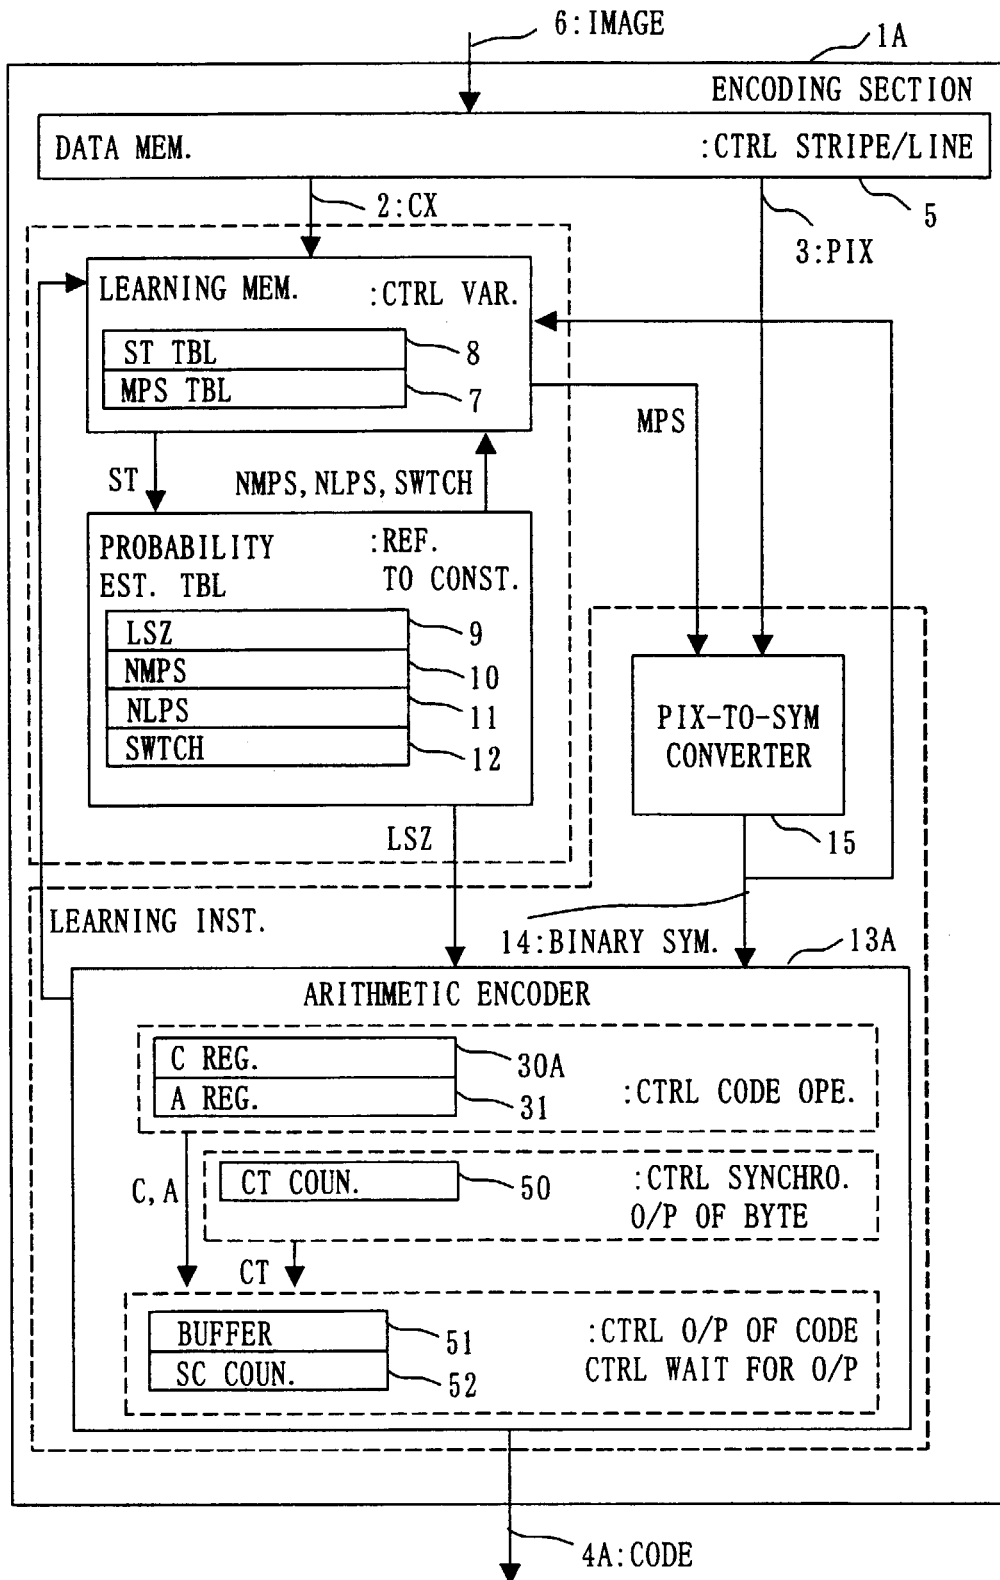 6:IMAGE
1A
ENCODING SECTION
DATA MEM. :CTRL STRIPE/LINE
2:CX
5
3:PIX
LEARNING MEM. :CTRL VAR.
ST TBL 8
MPS TBL 7
MPS
ST
NMPS, NLPS, SWTCH
PROBABILITY :REF.
EST. TBL TO CONST.
LSZ 9
NMPS 10
NLPS 11
SWTCH 12
PIX-TO-SYM
CONVERTER
15
LSZ
LEARNING INST.
14:BINARY SYM.
13A
ARITHMETIC ENCODER
C REG. 30A
A REG. 31
:CTRL CODE OPE.
C, A
CT COUN. 50
:CTRL SYNCHRO.
O/P OF BYTE
CT
BUFFER 51
:CTRL O/P OF CODE
SC COUN. 52
CTRL WAIT FOR O/P
4A:CODE